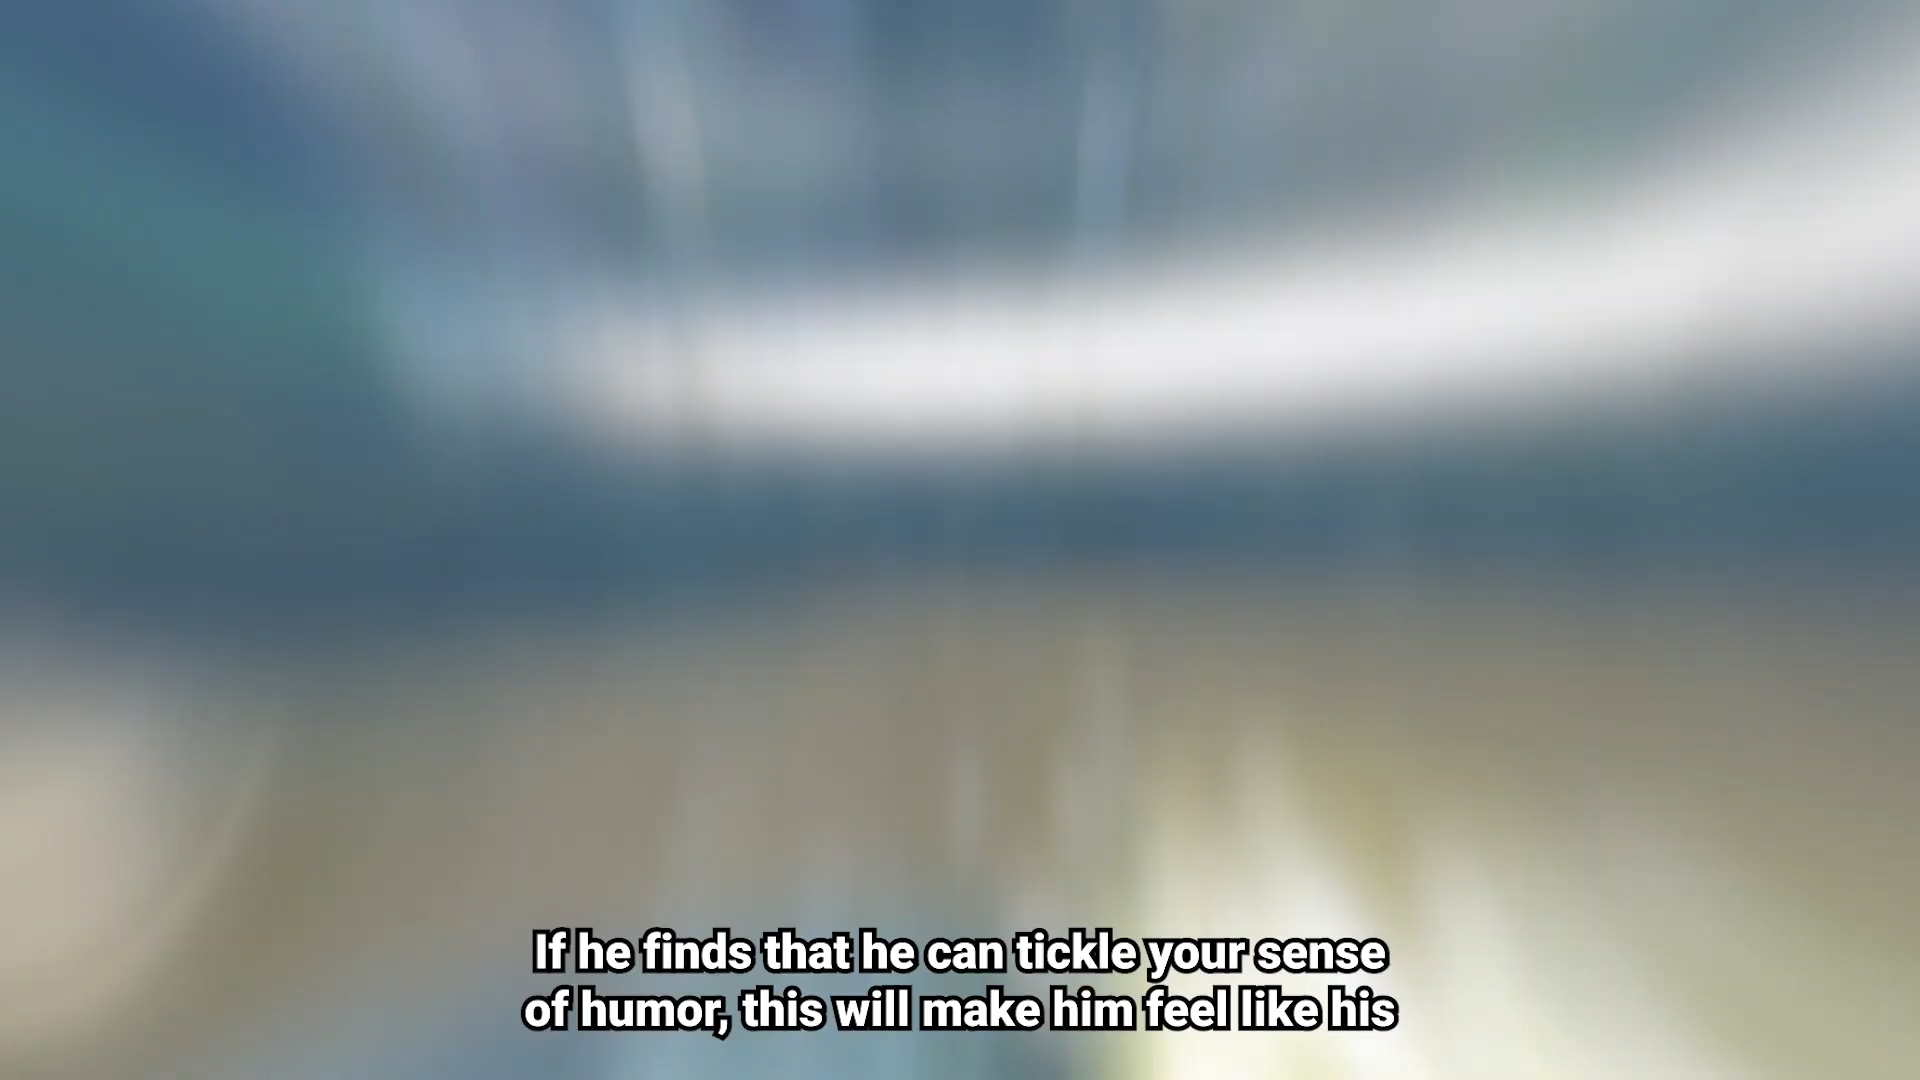 If he finds that he can tickle your sense
of humor, this will make him feel like his